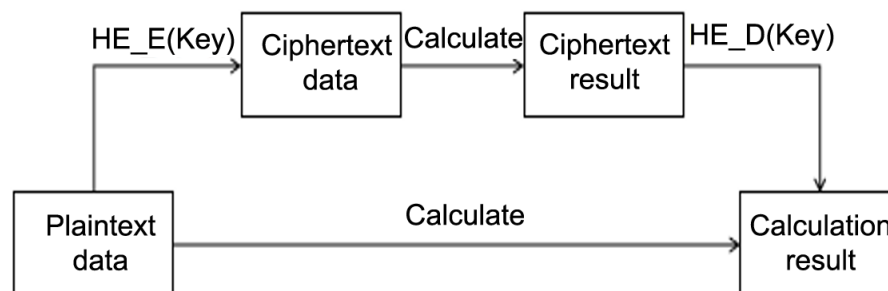 HE_E(Key)
Ciphertext
data
Calculate
Ciphertext
result
HE_D(Key)
Plaintext
data
Calculate
Calculation
result